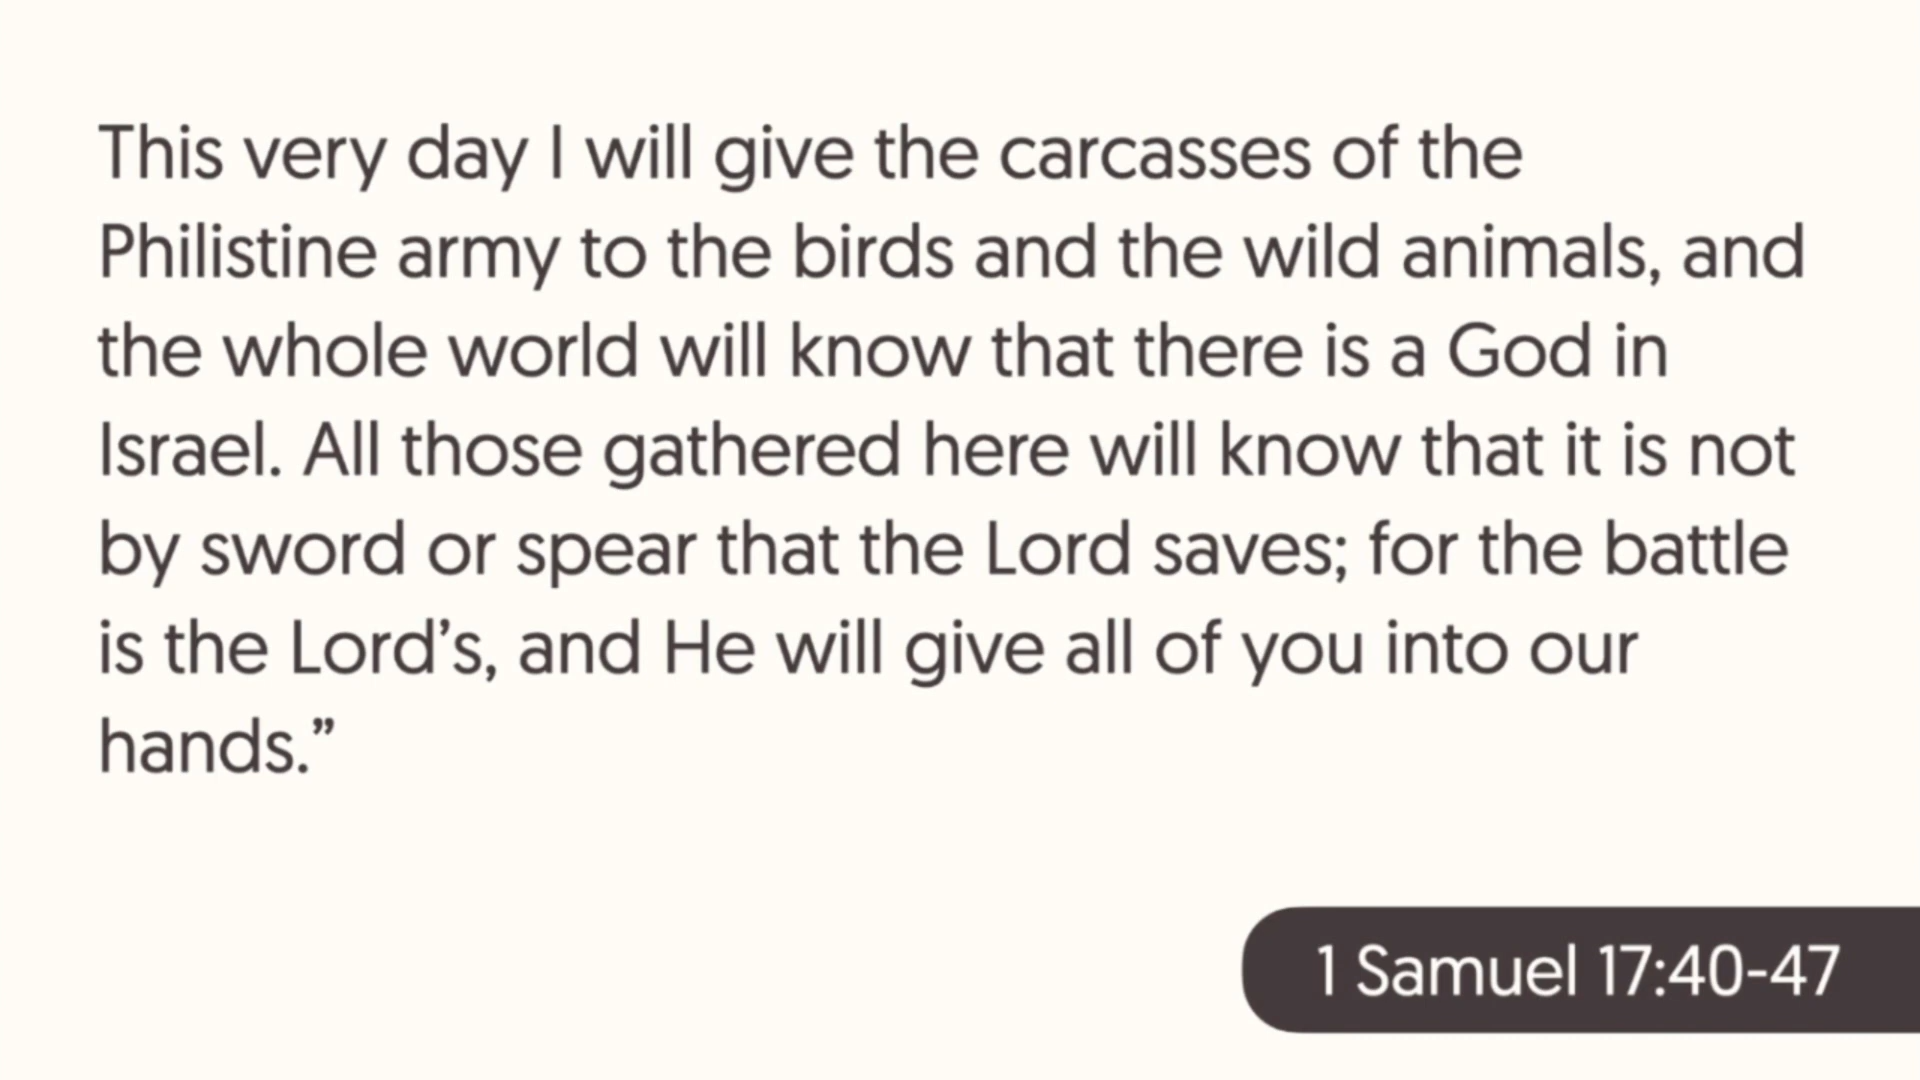 This very day I will give the carcasses of the
Philistine army to the birds and the wild animals, and
the whole world will know that there is a God in
Israel. All those gathered here will know that it is not
by sword or spear that the Lord saves; for the battle
is the Lord’s, and He will give all of you into our
hands.”
1 Samuel 17:40-47